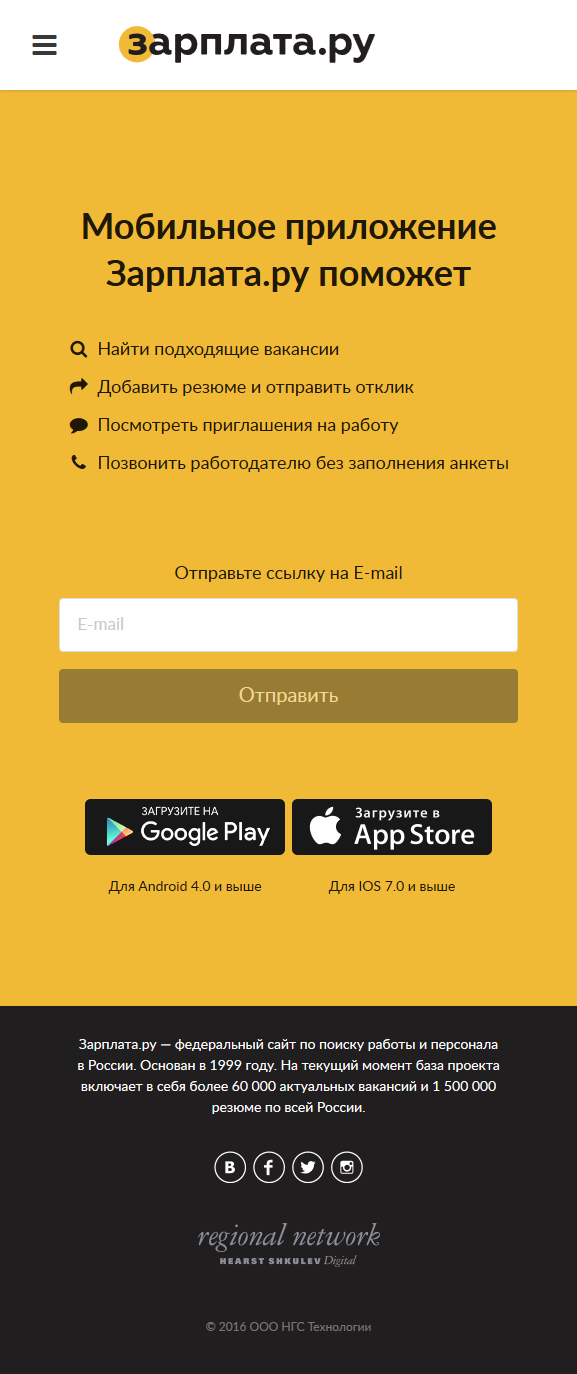 зарплата.ру
Мобильное приложение
Зарплата.ру поможет
Найти подходящие вакансии
Добавить резюме и отправить отклик
Посмотреть приглашения на работу
Позвонить работодателю без заполнения анкеты
Отправьте ссылку на E-mail
E-mail
Отправить
ЗАГРУЗИТЕ НА
Google Play
Загрузите в
App Store
Для Android 4.0 и выше
Для IOS 7.0 и выше
Зарплата.ру — федеральный сайт по поиску работы и персонала
в России. Основан в 1999 году. На текущий момент база проекта
включает в себя более 60 000 актуальных вакансий и 1 500 000
резюме по всей России.
regional network
HEARST SHKULEV Digital
© 2016 ООО НГС Технологии